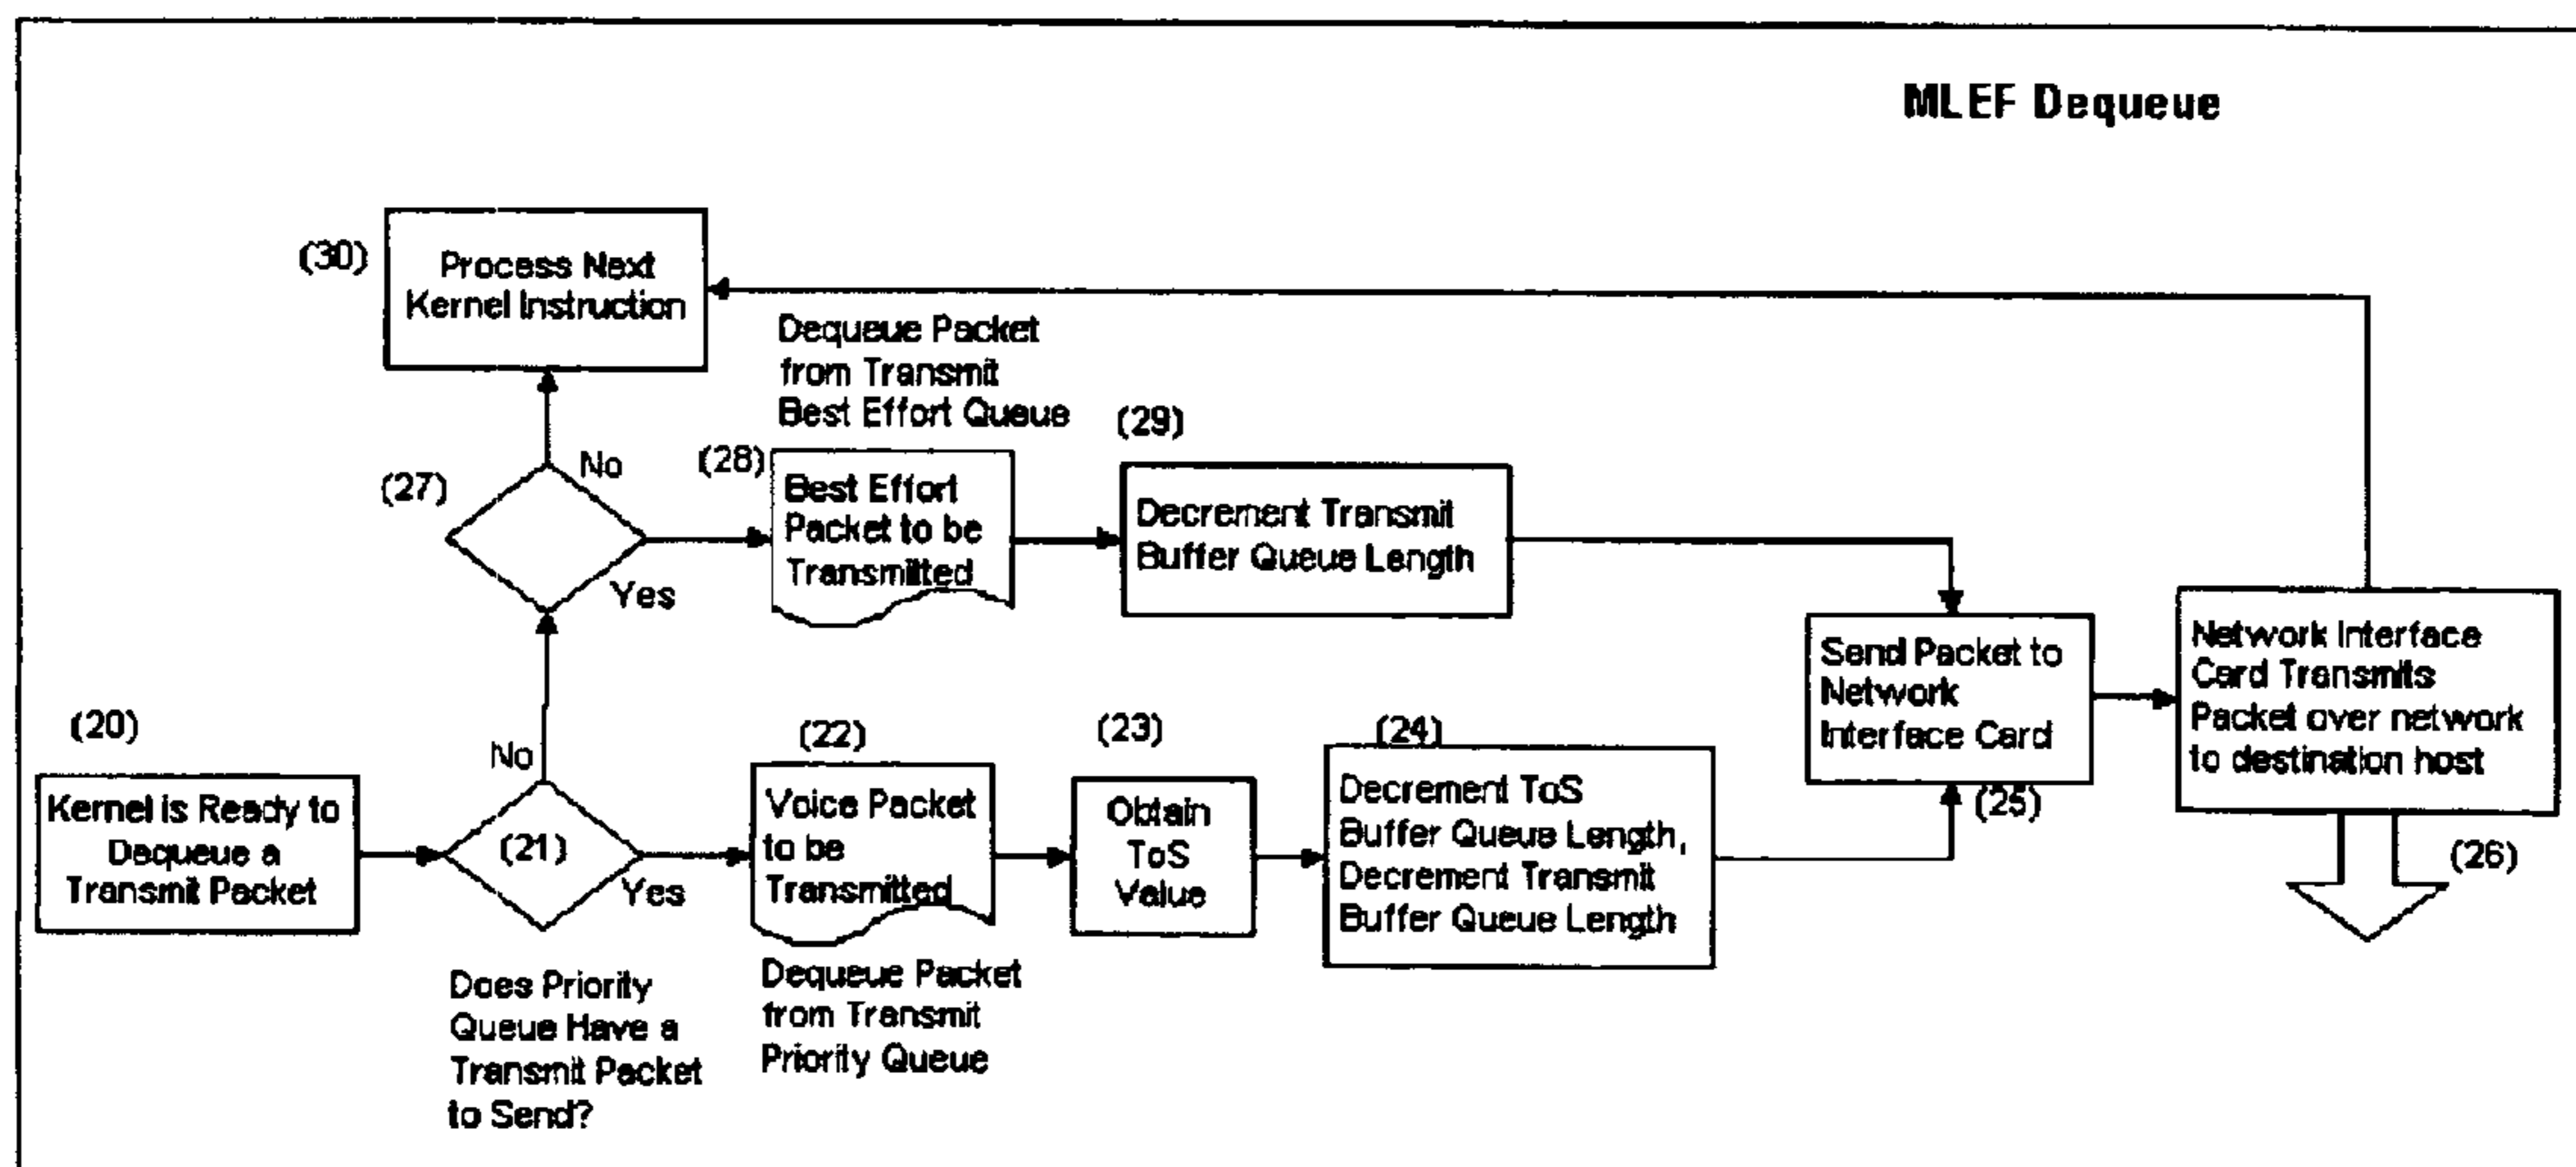 MLEF Dequeue
(30)
Process Next
Kernel Instruction
Dequeue Packet
from Transmit
Best Effort Queue
(27)
No
Yes
(28)
Best Effort
Packet to be
Transmitted
(29)
Decrement Transmit
Buffer Queue Length
(20)
Kernel is Ready to
Dequeue a
Transmit Packet
No
(21)
Yes
Does Priority
Queue Have a
Transmit Packet
to Send?
(22)
Voice Packet
to be
Transmitted
Dequeue Packet
from Transmit
Priority Queue
(23)
Obtain
ToS
Value
(24)
Decrement ToS
Buffer Queue Length,
Decrement Transmit
Buffer Queue Length
Send Packet to
Network
Interface Card
(25)
Network Interface
Card Transmits
Packet over network
to destination host
(26)